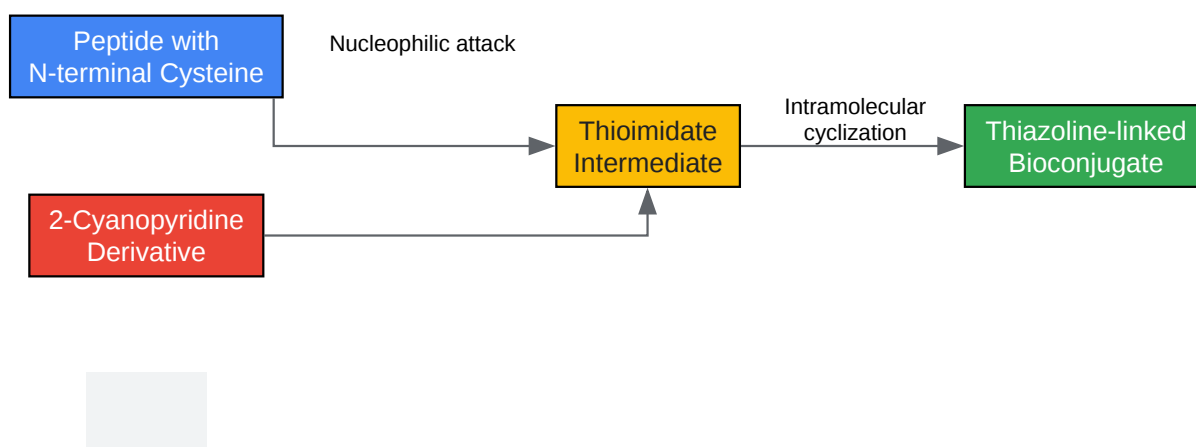 Peptide with
N-terminal Cysteine
Nucleophilic attack
2-Cyanopyridine
Derivative
Thioimidate
Intermediate
Intramolecular
cyclization
Thiazoline-linked
Bioconjugate